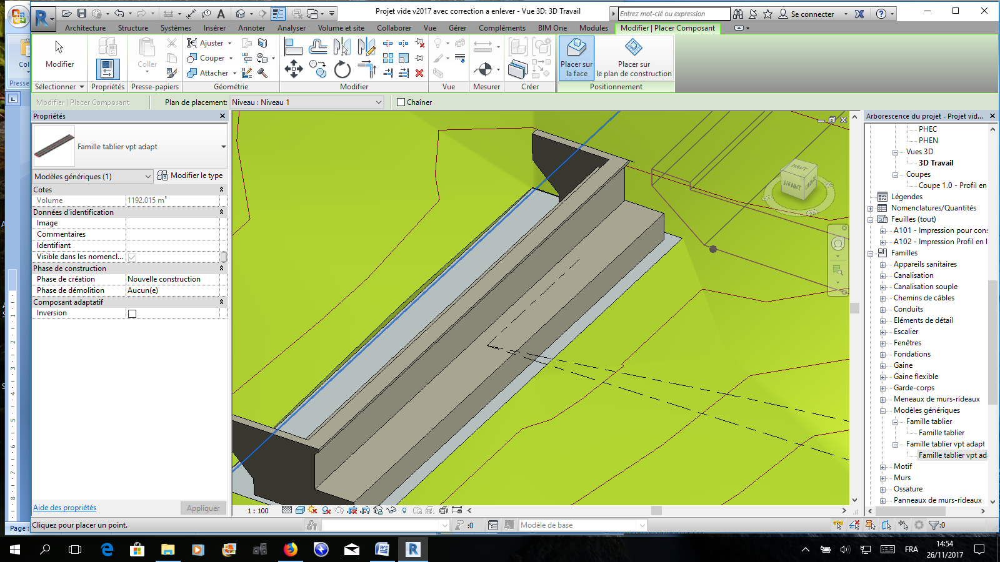 Projet vide v2017 avec correction a enlever - Vue 3D: 3D Travail
Entrez mot-clé ou expression
Se connecter
Architecture
Structure
Systèmes
Insérer
Annoter
Analyser
Volume et site
Collaborer
Vue
Gérer
Compléments
BIM One
Modules
Modifier | Placer Composant
Col
Presse
Modifier
Coller
Ajuster
Couper
Attacher
Placer sur
la face
Placer sur
le plan de construction
Sélectionner
Propriétés
Presse-papiers
Géométrie
Modifier
Vue
Mesurer
Créer
Positionnement
Modifier | Placer Composant
Plan de placement:
Niveau : Niveau 1
Chaîner
Propriétés
Famille tablier vpt adapt
Modèles génériques (1)
Modifier le type
Cotes
Volume
1192.015 m³
Données d'identification
Image
Commentaires
Identifiant
Visible dans les nomencl...
Phase de construction
Phase de création
Nouvelle construction
Phase de démolition
Aucun(e)
Composant adaptatif
Inversion
Aide des propriétés
Appliquer
HAUT
AVANT
DROITE
Arborescence du projet - Projet vid...
PHEC
PHEN
Vues 3D
3D Travail
Coupes
Coupe 1.0 - Profil en
Légendes
Nomenclatures/Quantités
Feuilles (tout)
A101 - Impression pour cons
A102 - Impression Profil en l
Familles
Appareils sanitaires
Canalisation
Canalisation souple
Chemins de câbles
Conduits
Eléments de détail
Escalier
Fenêtres
Fondations
Gaine
Gaine flexible
Garde-corps
Meneaux de murs-rideaux
Modèles génériques
Famille tablier
Famille tablier
Famille tablier vpt adapt
Famille tablier vpt ad
Motif
Murs
Ossature
Panneaux de murs-rideaux
1 : 100
Cliquez pour placer un point.
:0
Modèle de base
:0
Page :
FRA
14:54
26/11/2017